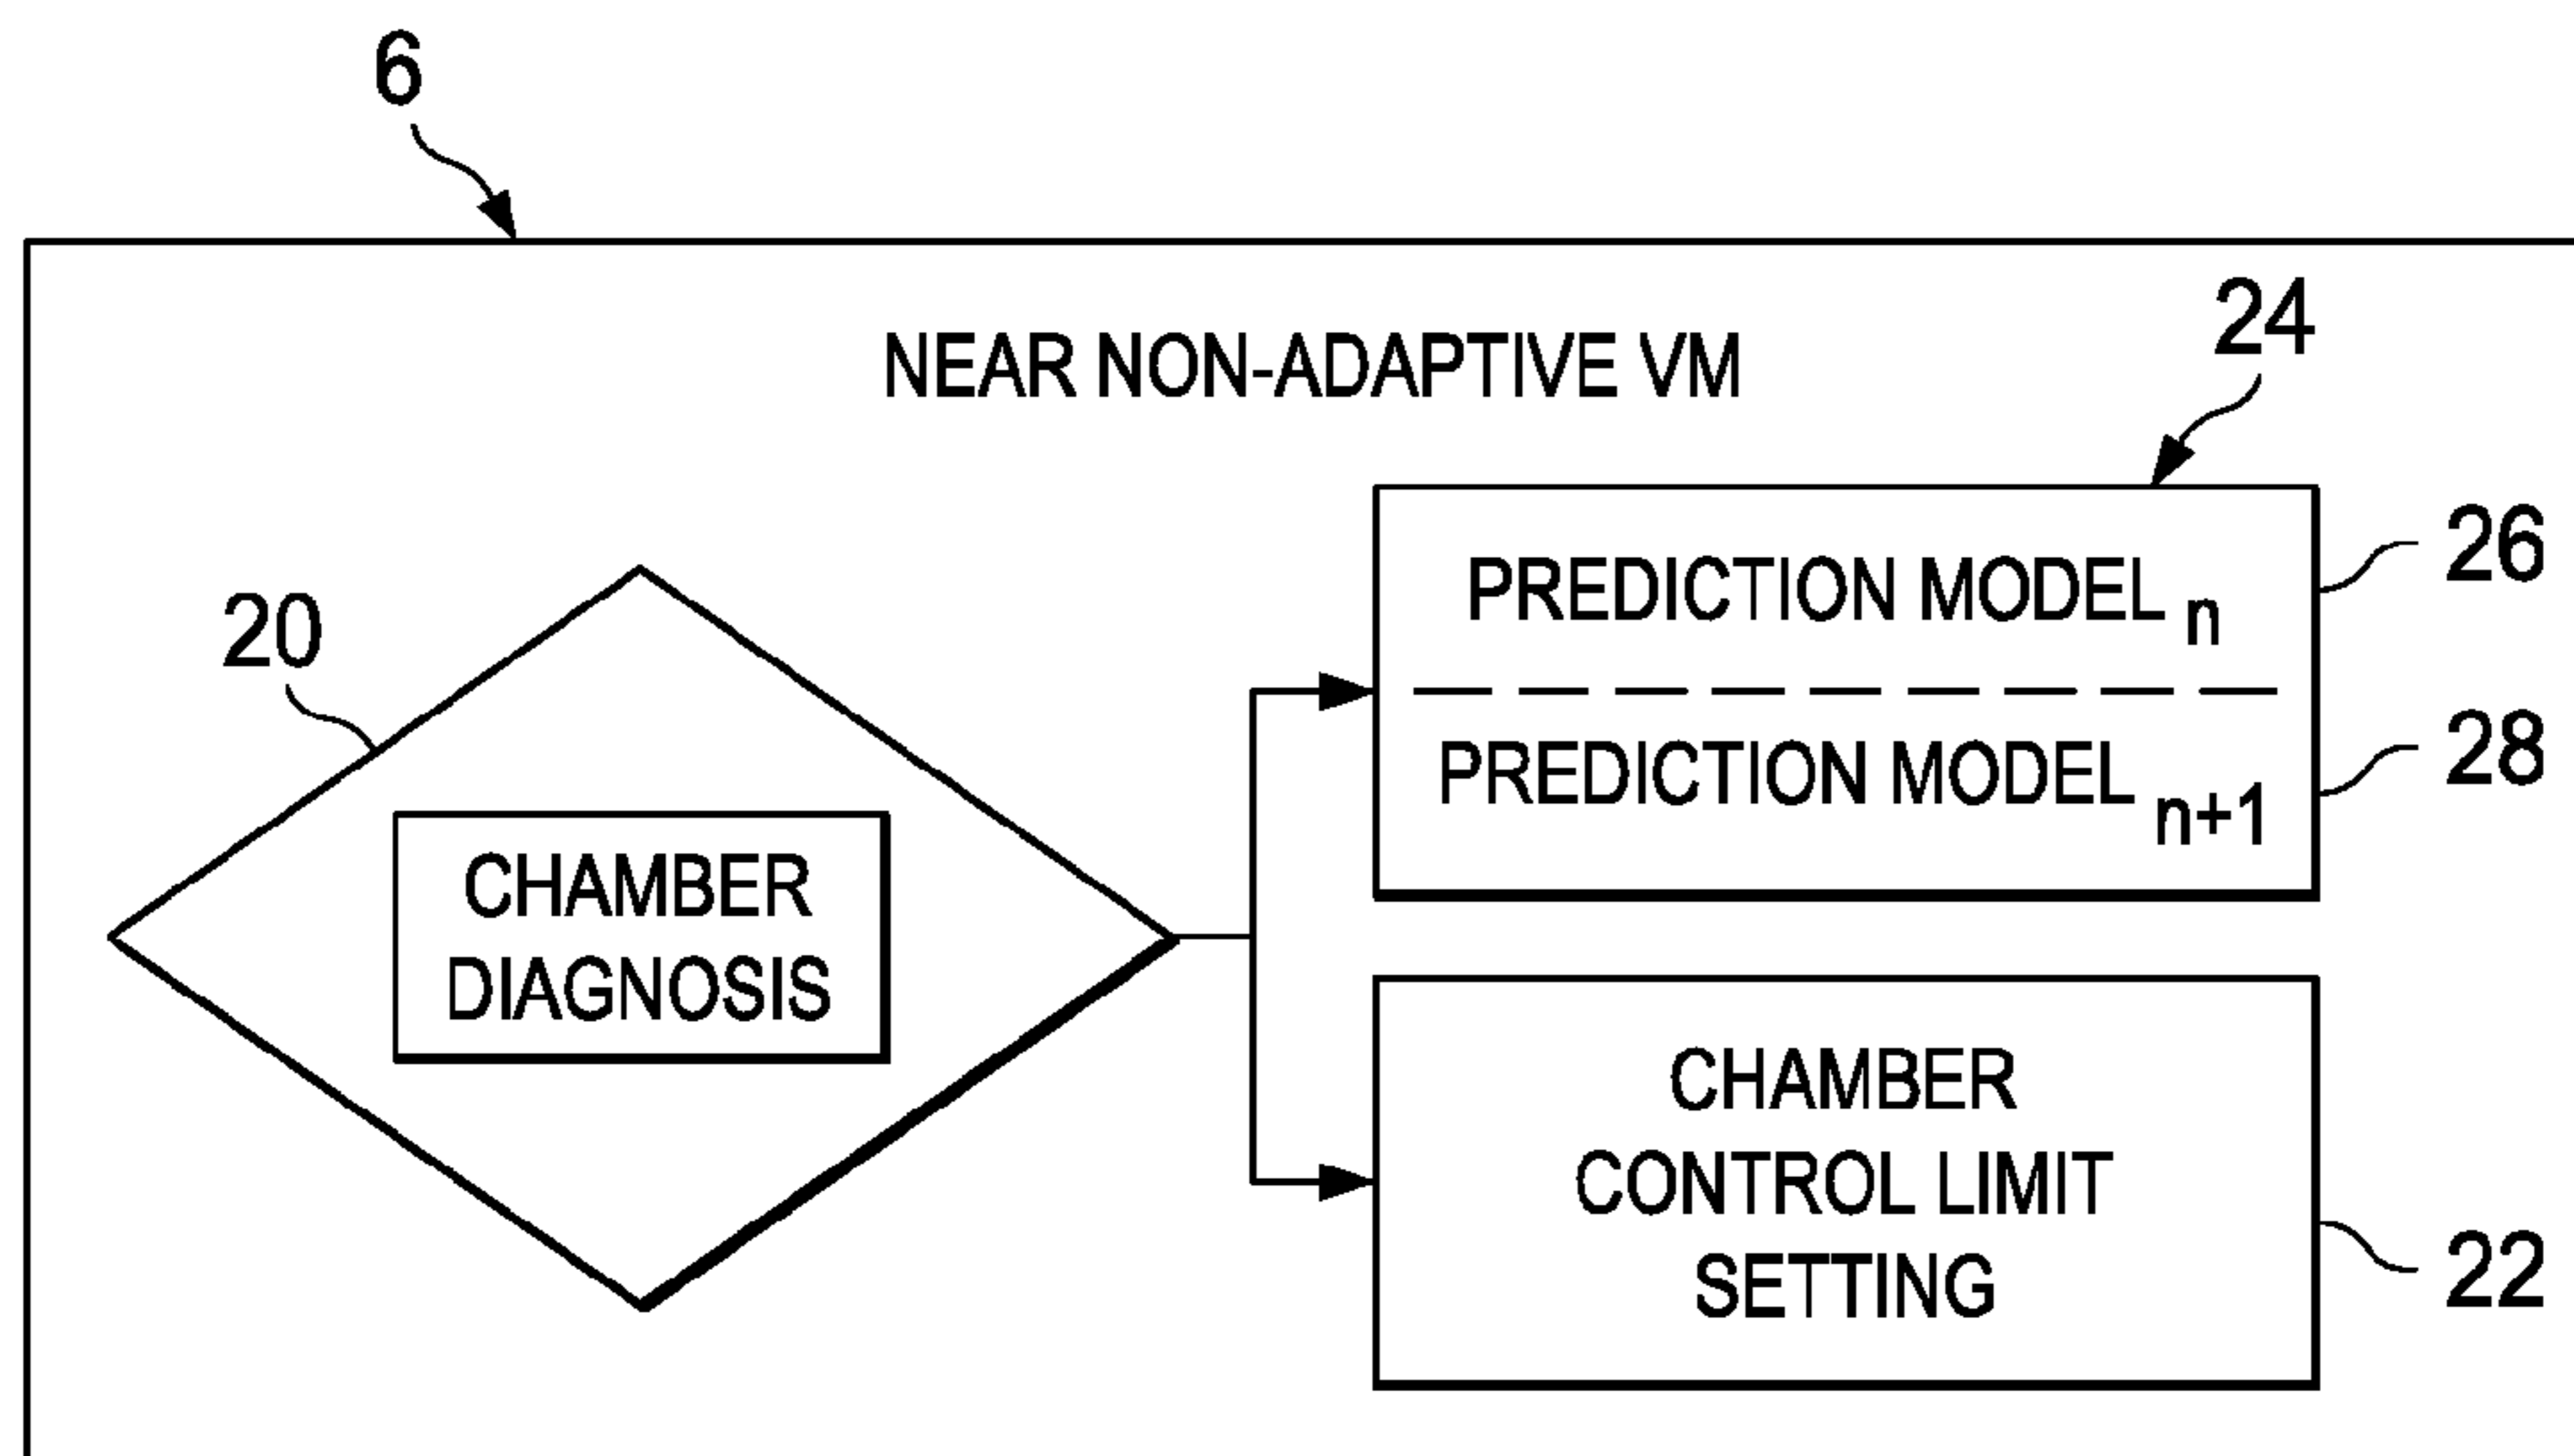 6
NEAR NON-ADAPTIVE VM
24
20
PREDICTION MODEL n
26
PREDICTION MODEL n+1
28
CHAMBER
DIAGNOSIS
CHAMBER
CONTROL LIMIT
SETTING
22